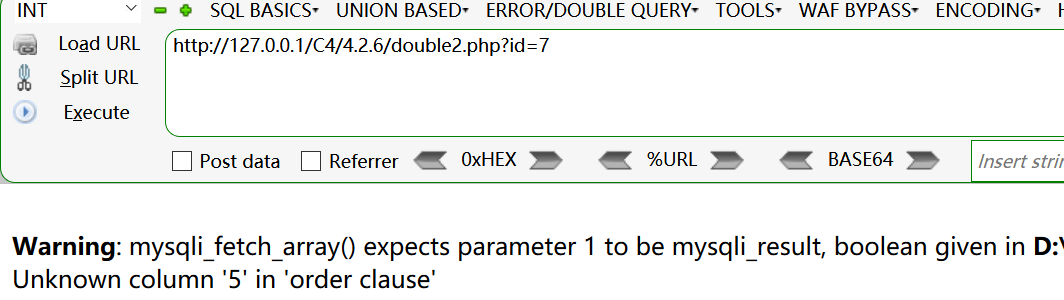 INT SQL BASICS UNION BASED ERROR/DOUBLE QUERY TOOLS WAF BYPASS ENCODING
Load URL http://127.0.0.1/C4/4.2.6/double2.php?id=7
Split URL
Execute
Post data Referrer 0xHEX %URL BASE64 Insert
Warning: mysqli_fetch_array() expects parameter 1 to be mysqli_result, boolean given in
Unknown column '5' in 'order clause'